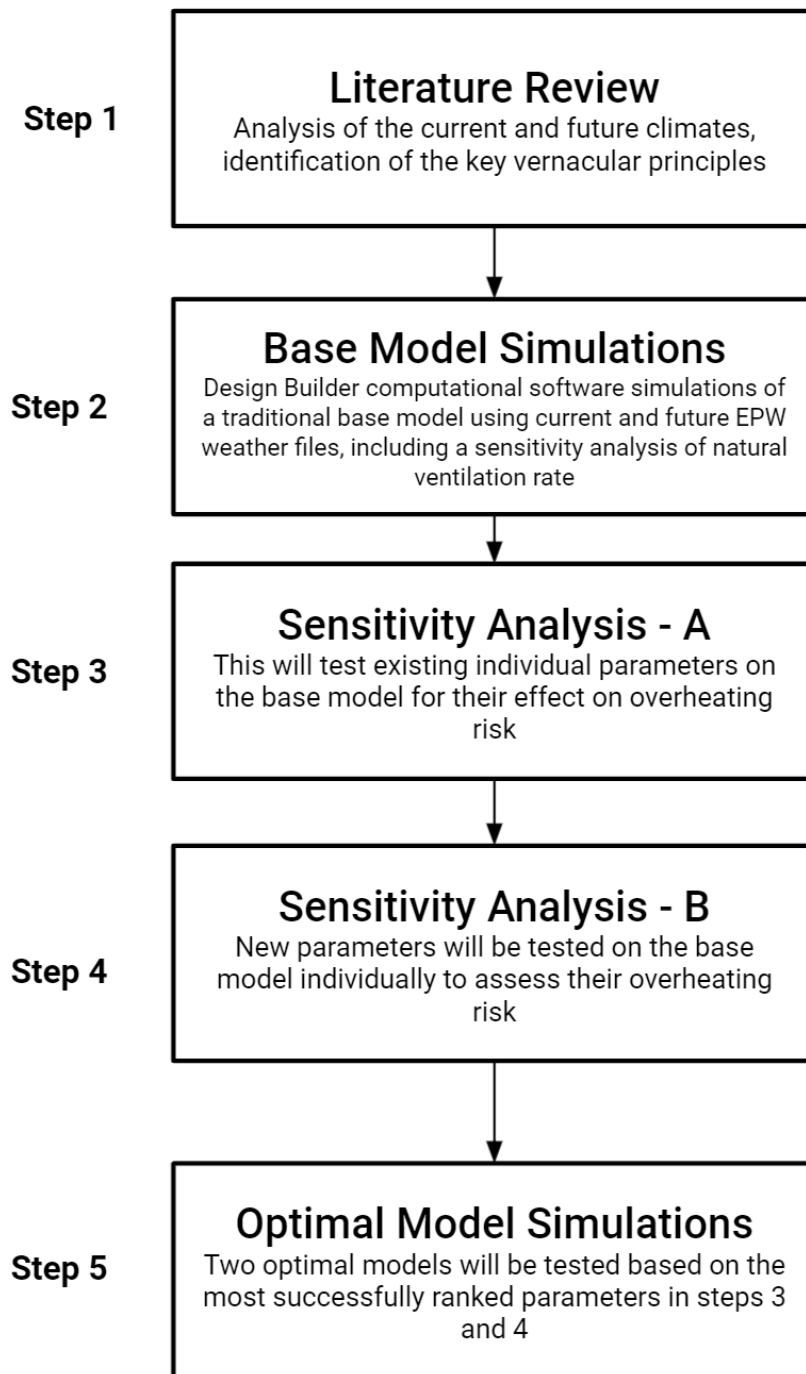 Step 1
Literature Review
Analysis of the current and future climates,
identification of the key vernacular principles
Step 2
Base Model Simulations
Design Builder computational software simulations of
a traditional base model using current and future EPW
weather files, including a sensitivity analysis of natural
ventilation rate
Step 3
Sensitivity Analysis - A
This will test existing individual parameters on
the base model for their effect on overheating
risk
Step 4
Sensitivity Analysis - B
New parameters will be tested on the base
model individually to assess their overheating
risk
Step 5
Optimal Model Simulations
Two optimal models will be tested based on the
most successfully ranked parameters in steps 3
and 4